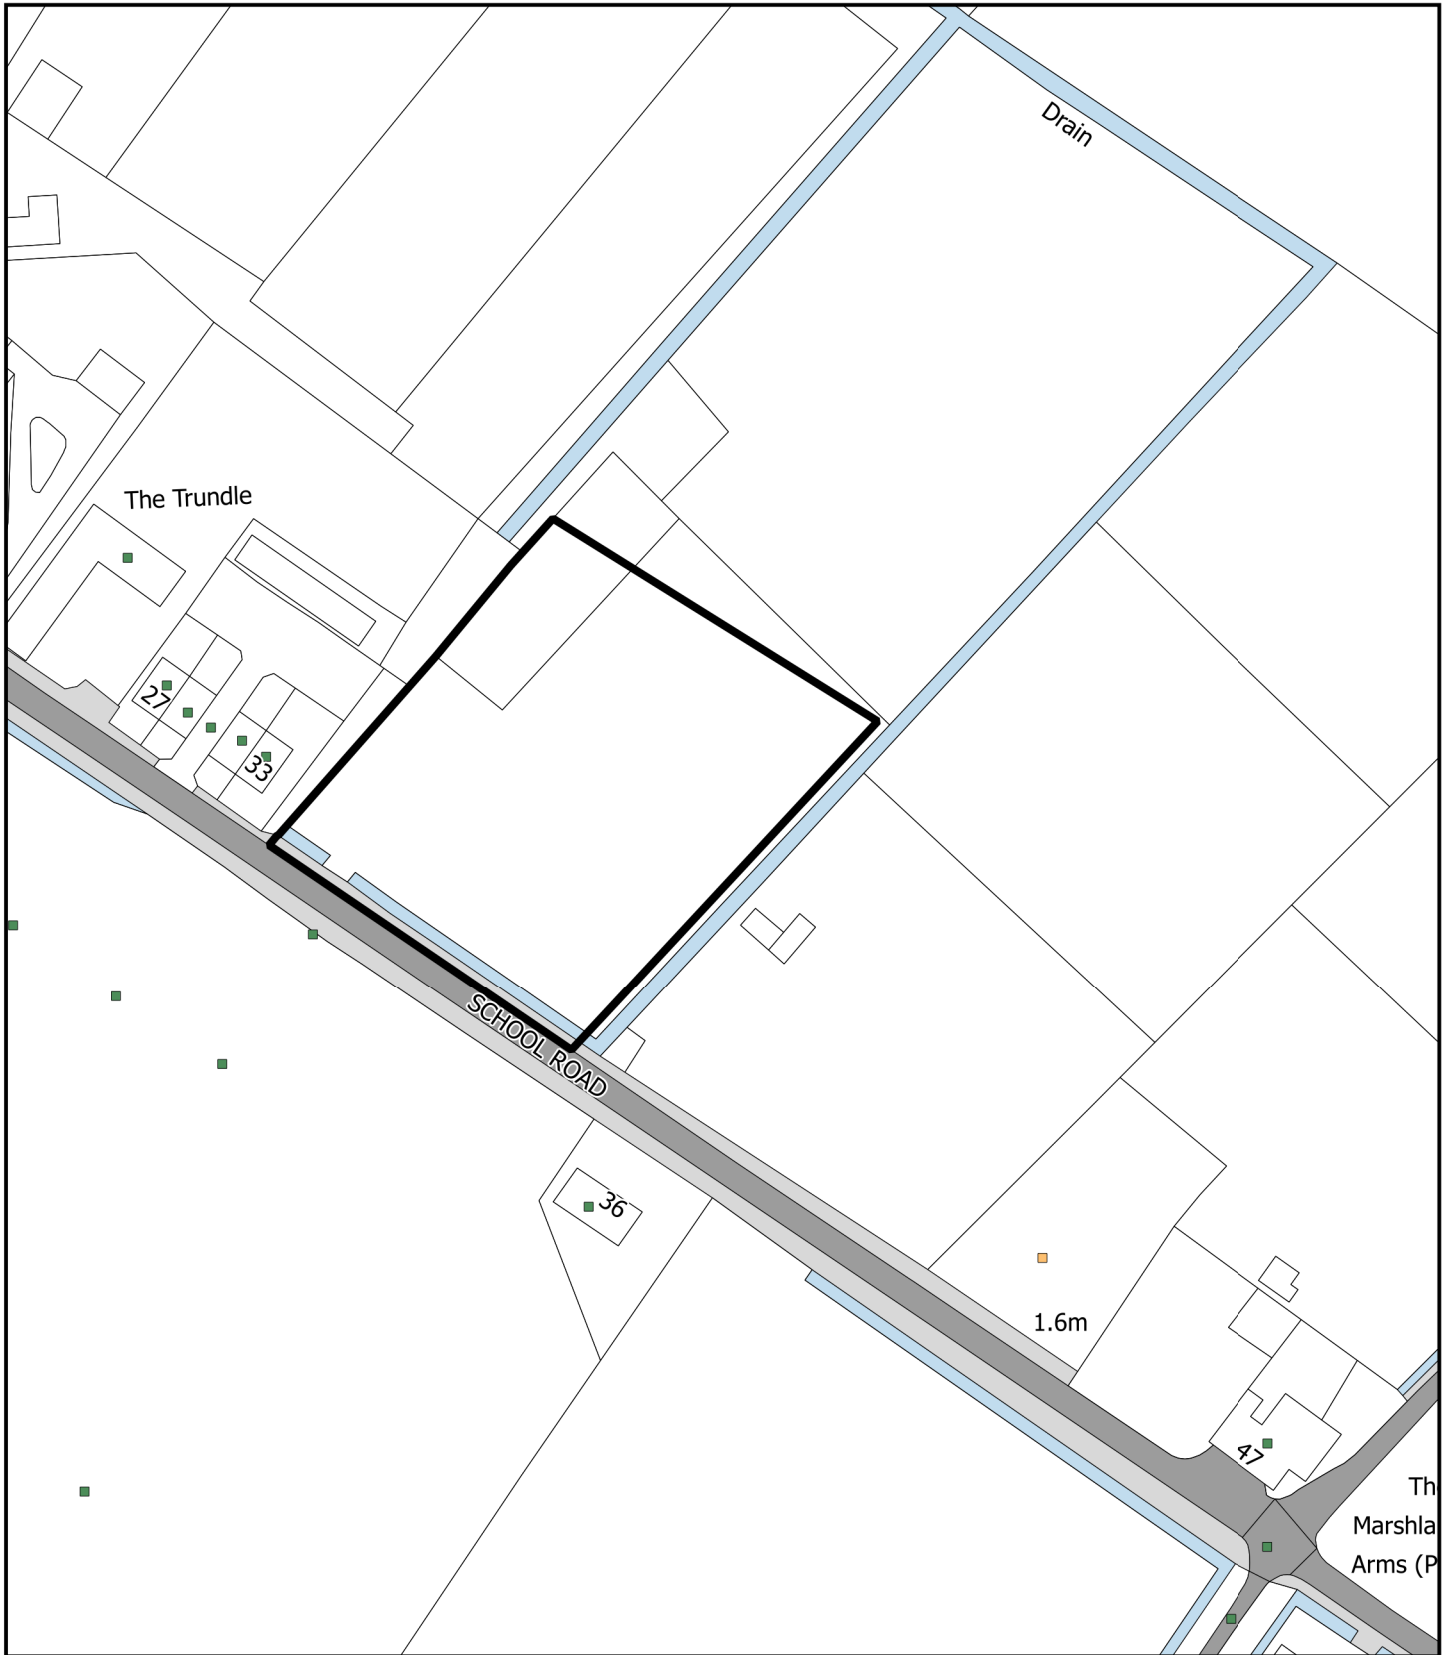 Drain
The Trundle
27
33
SCHOOL ROAD
36
1.6m
47
Th
Marshla
Arms (P